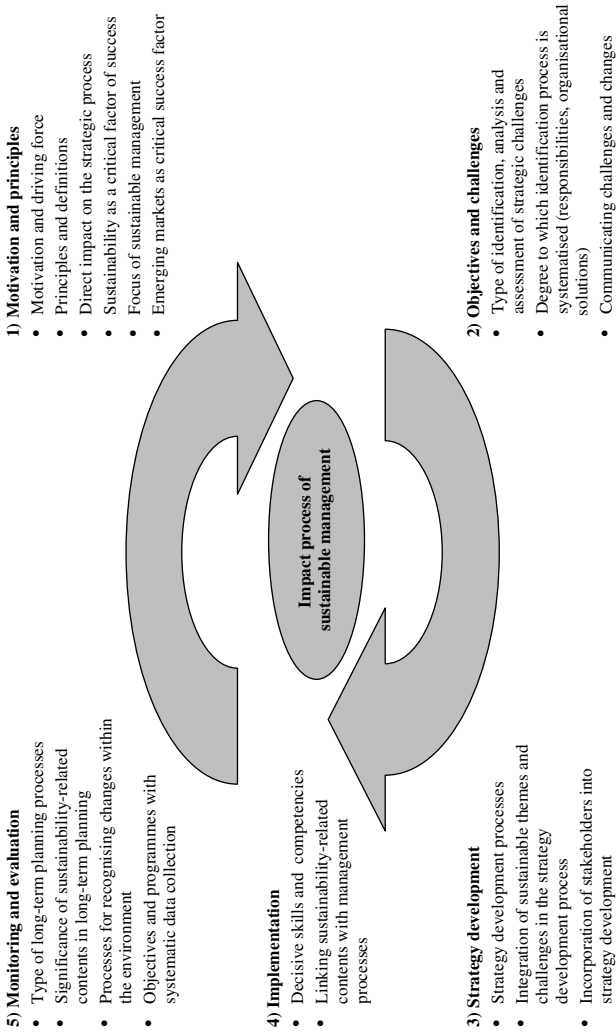 1) Motivation and principles
• Motivation and driving force
• Principles and definitions
• Direct impact on the strategic process
• Sustainability as a critical factor of success
• Focus of sustainable management
• Emerging markets as critical success factor
2) Objectives and challenges
• Type of identification, analysis and
assessment of strategic challenges
• Degree to which identification process is
systematised (responsibilities, organisational
solutions)
• Communicating challenges and changes
3) Strategy development
• Strategy development processes
• Integration of sustainable themes and
challenges in the strategy
development process
• Incorporation of stakeholders into
strategy development
4) Implementation
• Decisive skills and competencies
• Linking sustainability-related
contents with management
processes
5) Monitoring and evaluation
• Type of long-term planning processes
• Significance of sustainability-related
contents in long-term planning
• Processes for recognising changes within
the environment
• Objectives and programmes with
systematic data collection
Impact process of
sustainable management